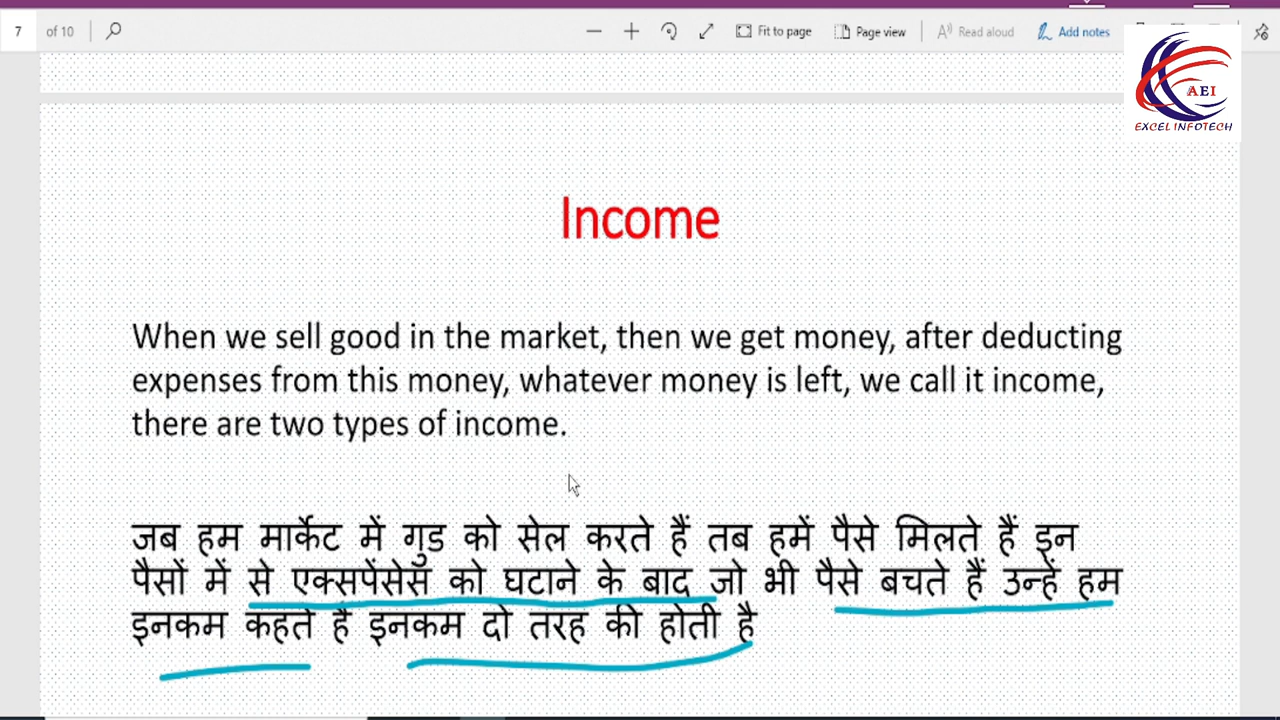 7 of 10 Fit to page Page view Read aloud Add notes
AEI
EXCEL INFOTECH
Income
When we sell good in the market, then we get money, after deducting
expenses from this money, whatever money is left, we call it income,
there are two types of income.
जब हम मार्केट में गुड को सेल करते हैं तब हमें पैसे मिलते हैं इन
पैसों में से एक्सपेंसेस को घटाने के बाद जो भी पैसे बचते हैं उन्हें हम
इनकम कहते है इनकम दो तरह की होती है